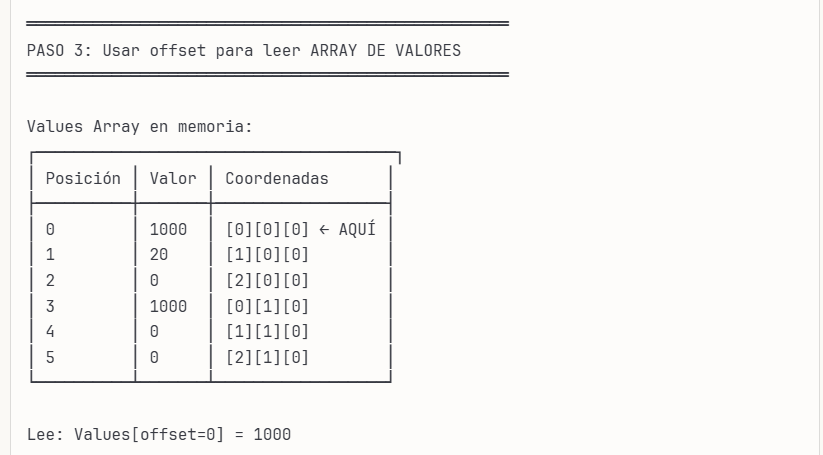 PASO 3: Usar offset para leer ARRAY DE VALORES
Values Array en memoria:
Posición Valor Coordenadas
0 1000 [0][0][0] ← AQUÍ
1 20 [1][0][0]
2 0 [2][0][0]
3 1000 [0][1][0]
4 0 [1][1][0]
5 0 [2][1][0]
Lee: Values[offset=0] = 1000